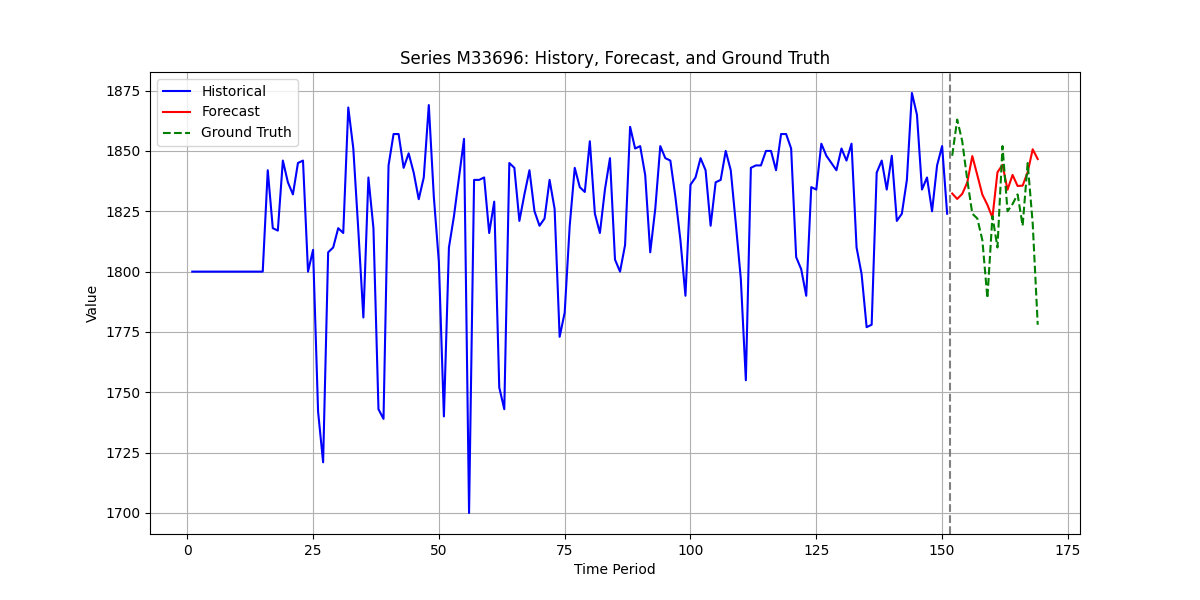 Series M33696: History, Forecast, and Ground Truth
Historical
Forecast
Ground Truth
1875
1850
1825
1800
1775
1750
1725
1700
Value
0 25 50 75 100 125 150 175
Time Period